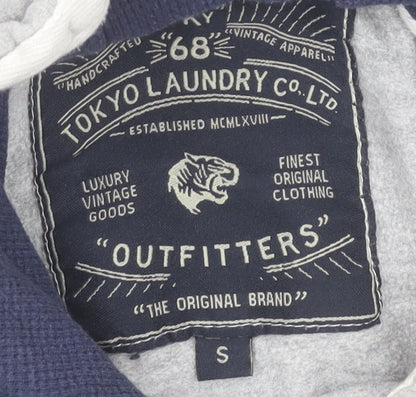 "HANDCRAFTED" "68" "VINTAGE APPAREL"
TOKYO LAUNDRY CO. LTD
ESTABLISHED MCMLXVIII
LUXURY
VINTAGE
GOODS
FINEST
ORIGINAL
CLOTHING
"OUTFITTERS"
"THE ORIGINAL BRAND"
S